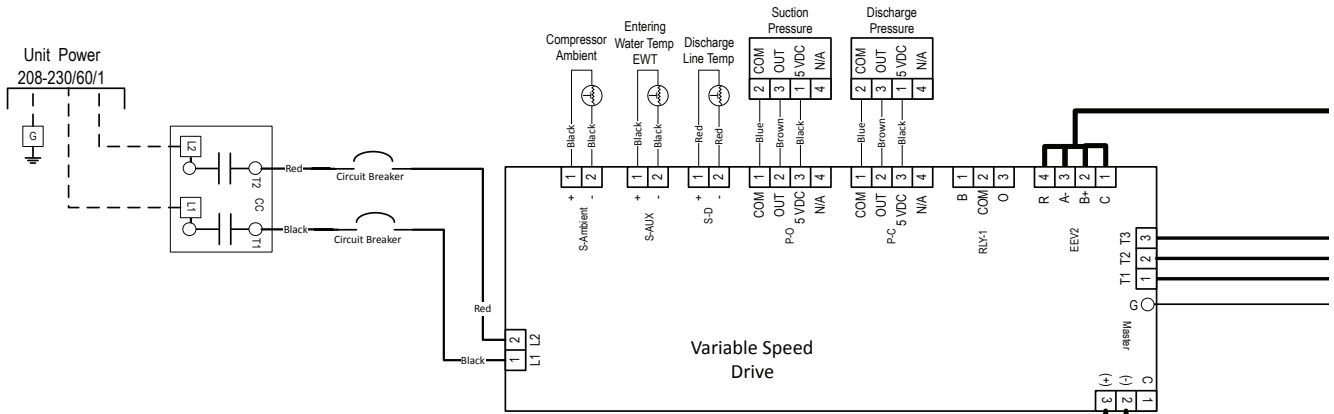 Unit Power
208-230/60/1
G
L2
T2
CC
L1
T1
Red
Circuit Breaker
Black
Circuit Breaker
Red
Black
Compressor
Ambient
Black
Black
Entering
Water Temp
EWT
Black
Black
Discharge
Line Temp
Red
Red
Suction
Pressure
COM
OUT
5 VDC
N/A
2
3
1
4
Blue
Brown
Black
Discharge
Pressure
COM
OUT
5 VDC
N/A
2
3
1
4
Blue
Brown
Black
1 2
+ -
S-Ambient
1 2
+ -
S-AUX
1 2
+ -
S-D
1 2 3 4
COM
OUT
5 VDC
N/A
P-O
1 2 3 4
COM
OUT
5 VDC
N/A
P-C
1 2 3
B
COM
O
RLY-1
4 3 2 1
R
A-
B+
C
EEV2
T3 3
T2 2
T1 1
G
Master
2 L2
1 L1
Variable Speed
Drive
(+) (-) C
3 2 1